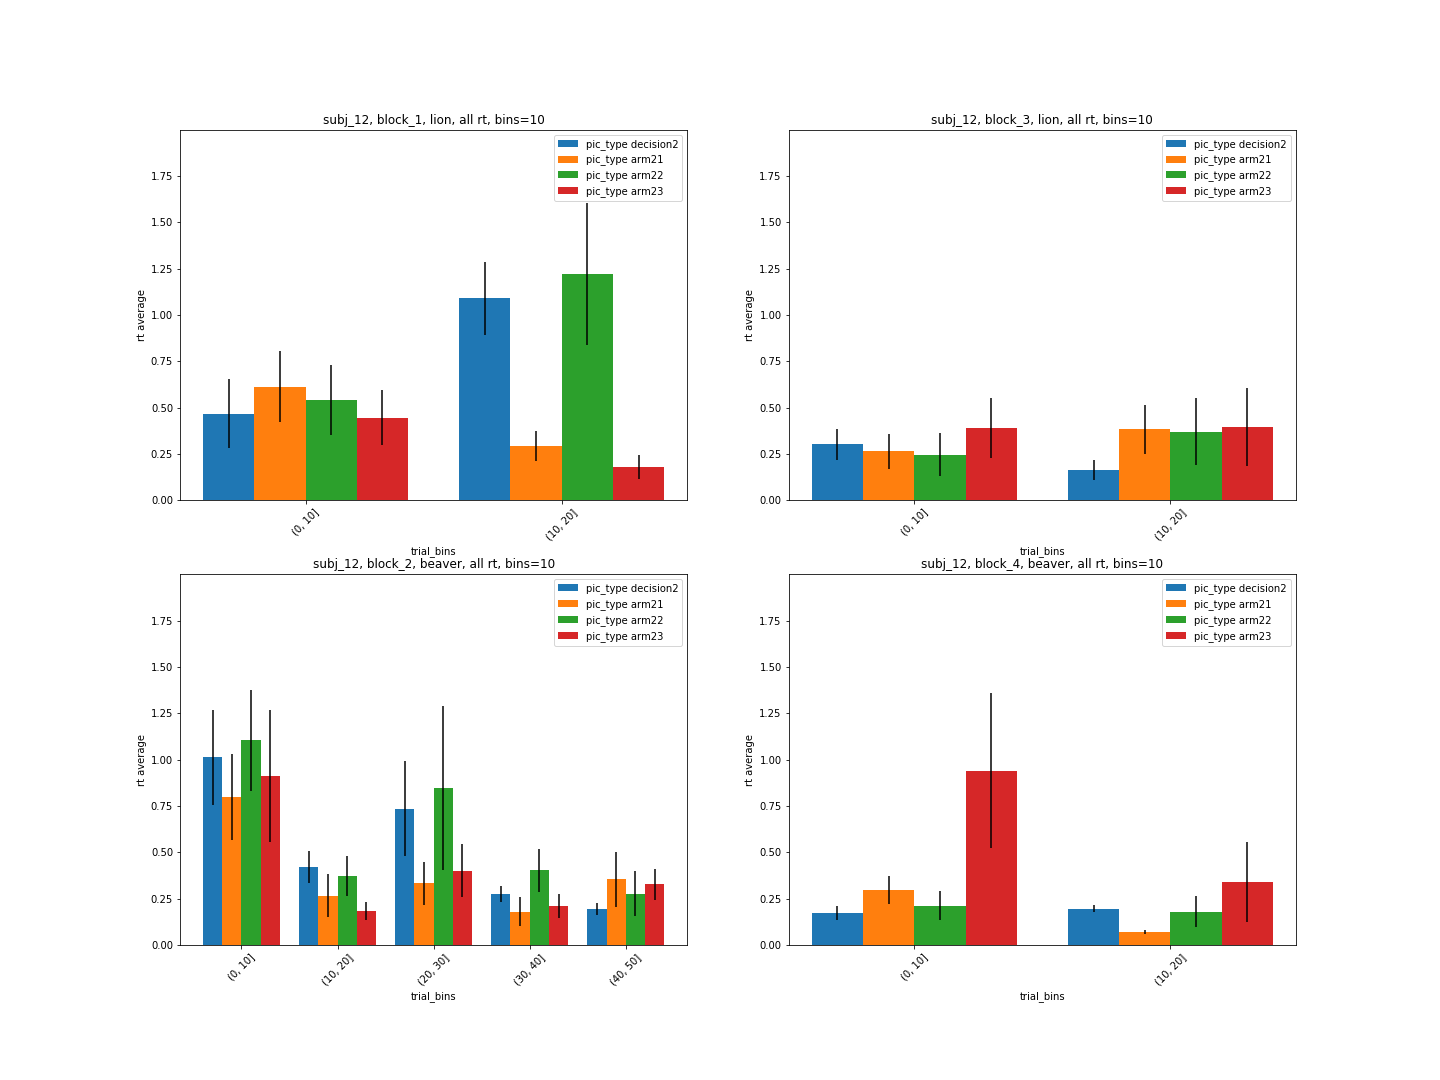 subj_12, block_1, lion, all rt, bins=10
pic_type decision2
pic_type arm21
pic_type arm22
pic_type arm23
1.75
1.50
1.25
1.00
0.75
0.50
0.25
0.00
rt average
(0, 10]
(10, 20]
trial_bins
subj_12, block_3, lion, all rt, bins=10
pic_type decision2
pic_type arm21
pic_type arm22
pic_type arm23
1.75
1.50
1.25
1.00
0.75
0.50
0.25
0.00
rt average
(0, 10]
(10, 20]
trial_bins
subj_12, block_2, beaver, all rt, bins=10
pic_type decision2
pic_type arm21
pic_type arm22
pic_type arm23
1.75
1.50
1.25
1.00
0.75
0.50
0.25
0.00
rt average
(0, 10]
(10, 20]
(20, 30]
(30, 40]
(40, 50]
trial_bins
subj_12, block_4, beaver, all rt, bins=10
pic_type decision2
pic_type arm21
pic_type arm22
pic_type arm23
1.75
1.50
1.25
1.00
0.75
0.50
0.25
0.00
rt average
(0, 10]
(10, 20]
trial_bins